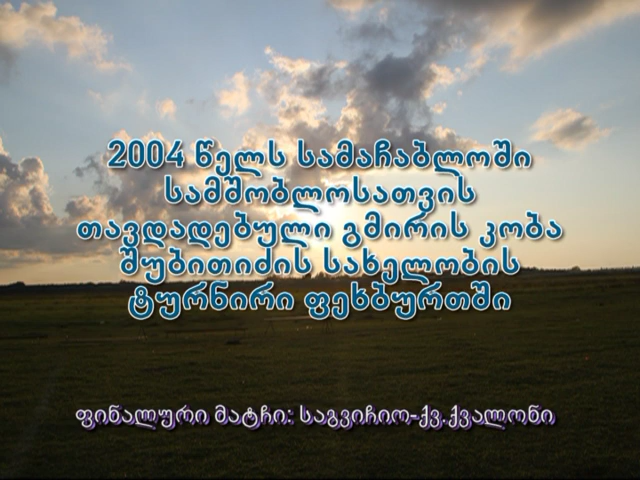 2004 წელს სამაჩაბლოში
სამშობლოსათვის
თავდადებული გმირის კობა
შუბითიძის სახელობის
ტურნირი ფეხბურთში
ფინალური მატჩი: საგვიჩიო-ქვ.ქვალონი